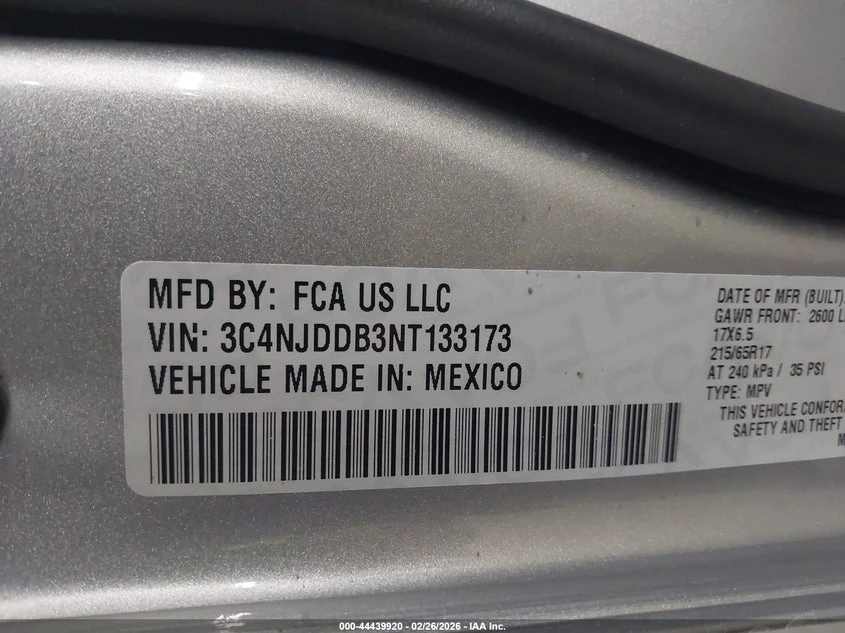 MFD BY: FCA US LLC
VIN: 3C4NJDDB3NT133173
VEHICLE MADE IN: MEXICO
DATE OF MFR (BUILT)
GAWR FRONT: 2600 L
17X6.5
215/65R17
AT 240 kPa / 35 PSI
TYPE: MPV
THIS VEHICLE CONFOR
SAFETY AND THEFT
M
000-44439920 - 02/26/2026 - IAA Inc.